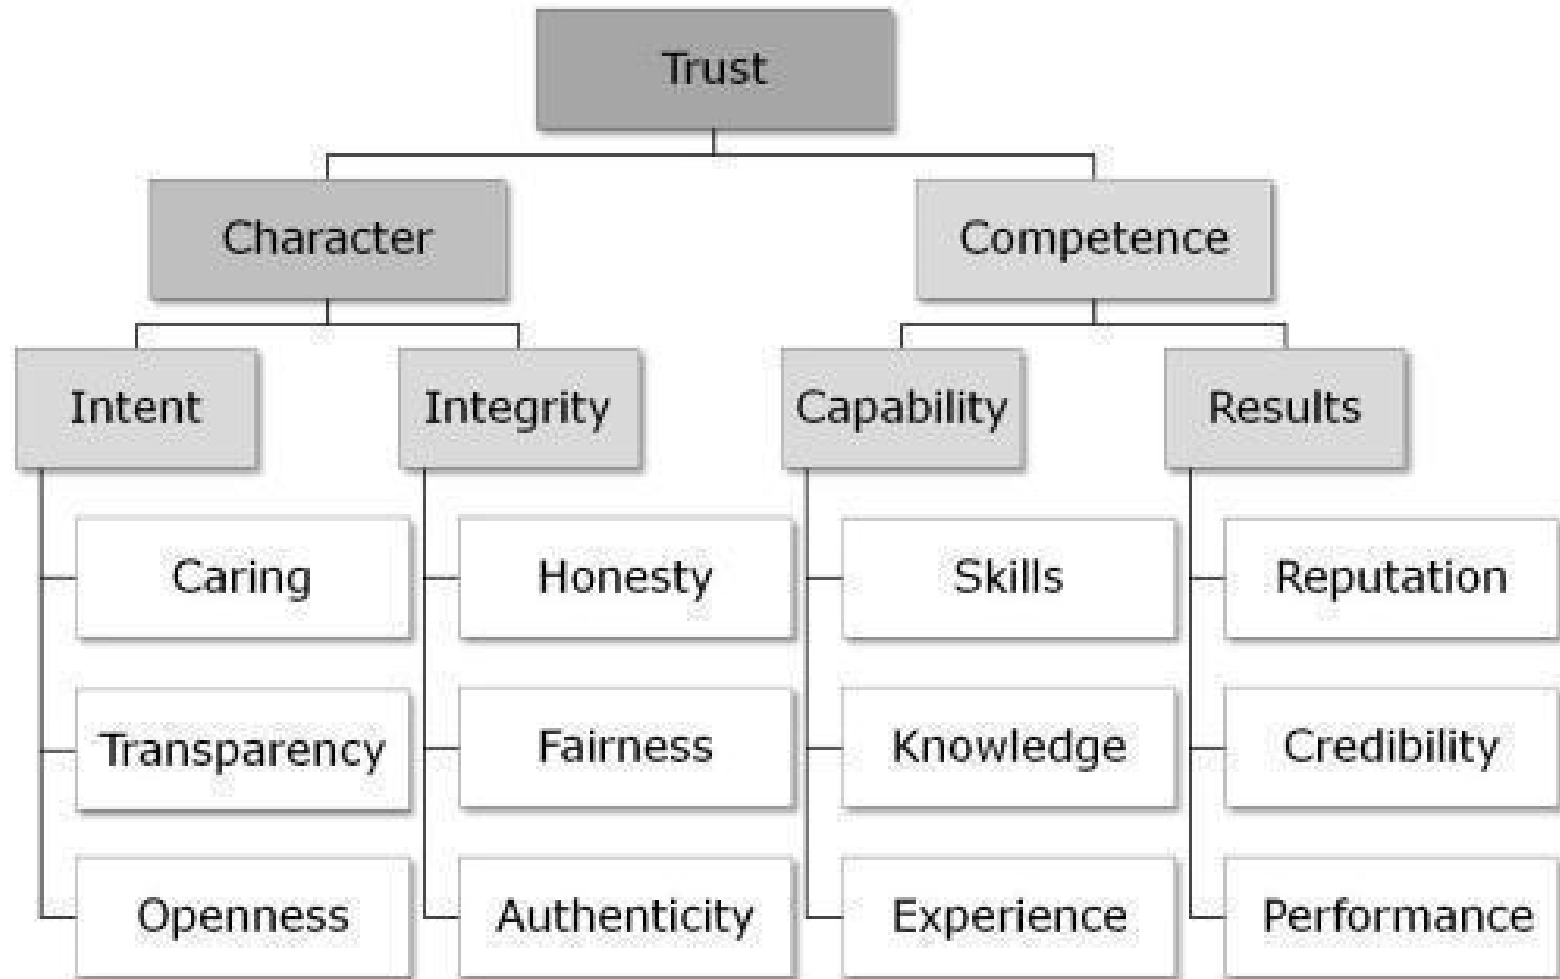 Trust
Character
Competence
Intent
Integrity
Capability
Results
Caring
Honesty
Skills
Reputation
Transparency
Fairness
Knowledge
Credibility
Openness
Authenticity
Experience
Performance